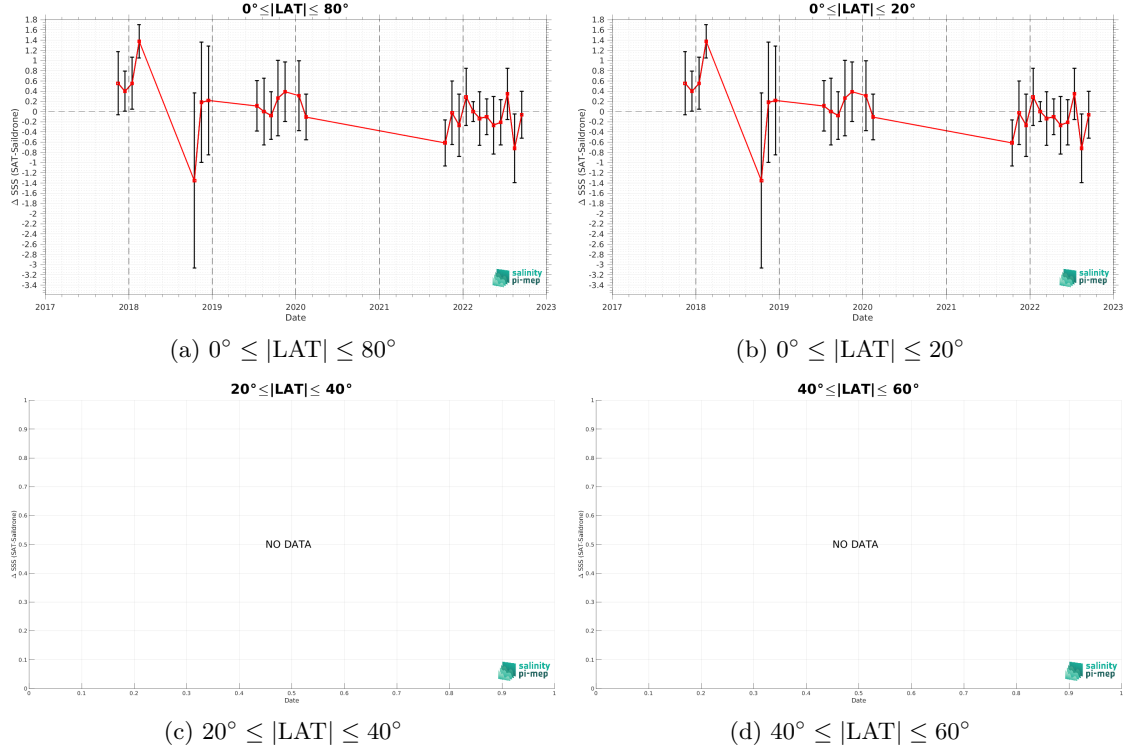 0°≤|LAT|≤ 80°
1.8
1.6
1.4
1.2
1
0.8
0.6
0.4
0.2
0
-0.2
-0.4
-0.6
-0.8
-1
-1.2
-1.4
-1.6
-1.8
-2
-2.2
-2.4
-2.6
-2.8
-3
-3.2
-3.4
Δ SSS (SAT-Saildrone)
salinity
pi-mep
2017 2018 2019 2020 2021 2022 2023
Date
(a) 0° ≤ |LAT| ≤ 80°
0°≤|LAT|≤ 20°
1.8
1.6
1.4
1.2
1
0.8
0.6
0.4
0.2
0
-0.2
-0.4
-0.6
-0.8
-1
-1.2
-1.4
-1.6
-1.8
-2
-2.2
-2.4
-2.6
-2.8
-3
-3.2
-3.4
Δ SSS (SAT-Saildrone)
salinity
pi-mep
2017 2018 2019 2020 2021 2022 2023
Date
(b) 0° ≤ |LAT| ≤ 20°
20°≤|LAT|≤ 40°
1
0.9
0.8
0.7
0.6
0.5
0.4
0.3
0.2
0.1
0
Δ SSS (SAT-Saildrone)
NO DATA
salinity
pi-mep
0 0.1 0.2 0.3 0.4 0.5 0.6 0.7 0.8 0.9 1
Date
(c) 20° ≤ |LAT| ≤ 40°
40°≤|LAT|≤ 60°
1
0.9
0.8
0.7
0.6
0.5
0.4
0.3
0.2
0.1
0
Δ SSS (SAT-Saildrone)
NO DATA
salinity
pi-mep
0 0.1 0.2 0.3 0.4 0.5 0.6 0.7 0.8 0.9 1
Date
(d) 40° ≤ |LAT| ≤ 60°